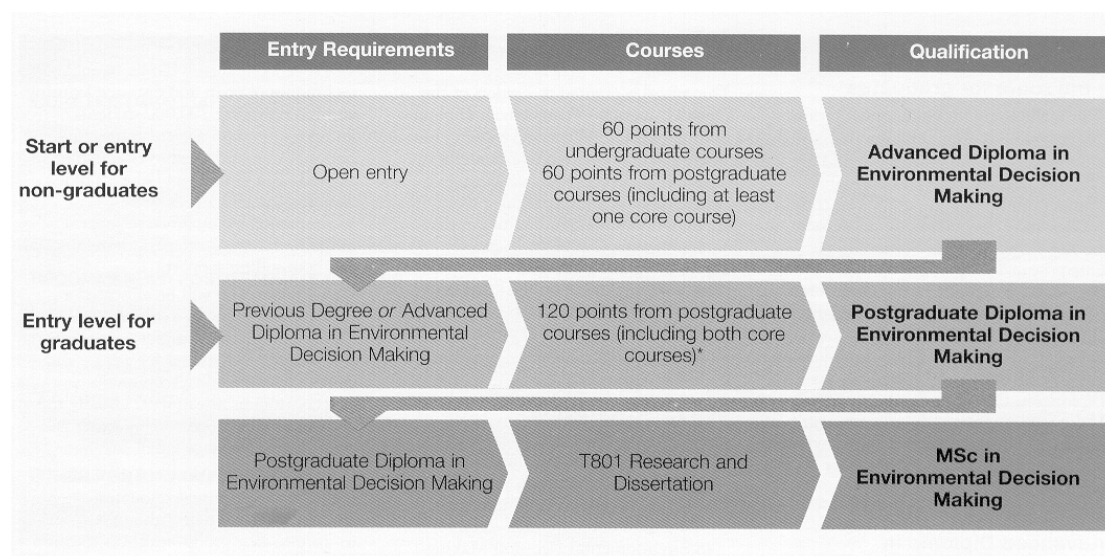 Entry Requirements
Courses
Qualification
Start or entry
level for
non-graduates
Open entry
60 points from
undergraduate courses
60 points from postgraduate
courses (including at least
one core course)
Advanced Diploma in
Environmental Decision
Making
Entry level for
graduates
Previous Degree or Advanced
Diploma in Environmental
Decision Making
120 points from postgraduate
courses (including both core
courses)*
Postgraduate Diploma in
Environmental Decision
Making
Postgraduate Diploma in
Environmental Decision Making
T801 Research and
Dissertation
MSc in
Environmental Decision
Making